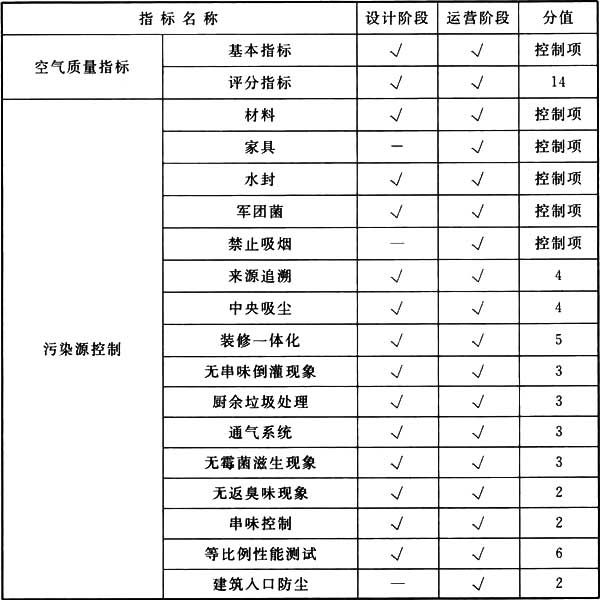 指标名称 设计阶段 运营阶段 分值
空气质量指标 基本指标 √ √ 控制项
评分指标 √ √ 14
污染源控制 材料 √ √ 控制项
家具 — √ 控制项
水封 √ √ 控制项
军团菌 √ √ 控制项
禁止吸烟 — √ 控制项
来源追溯 √ √ 4
中央吸尘 √ √ 4
装修一体化 √ √ 5
无串味倒灌现象 √ √ 3
厨余垃圾处理 √ √ 3
通气系统 √ √ 3
无霉菌滋生现象 √ √ 3
无返臭味现象 √ √ 2
串味控制 √ √ 2
等比例性能测试 √ √ 6
建筑入口防尘 — √ 2